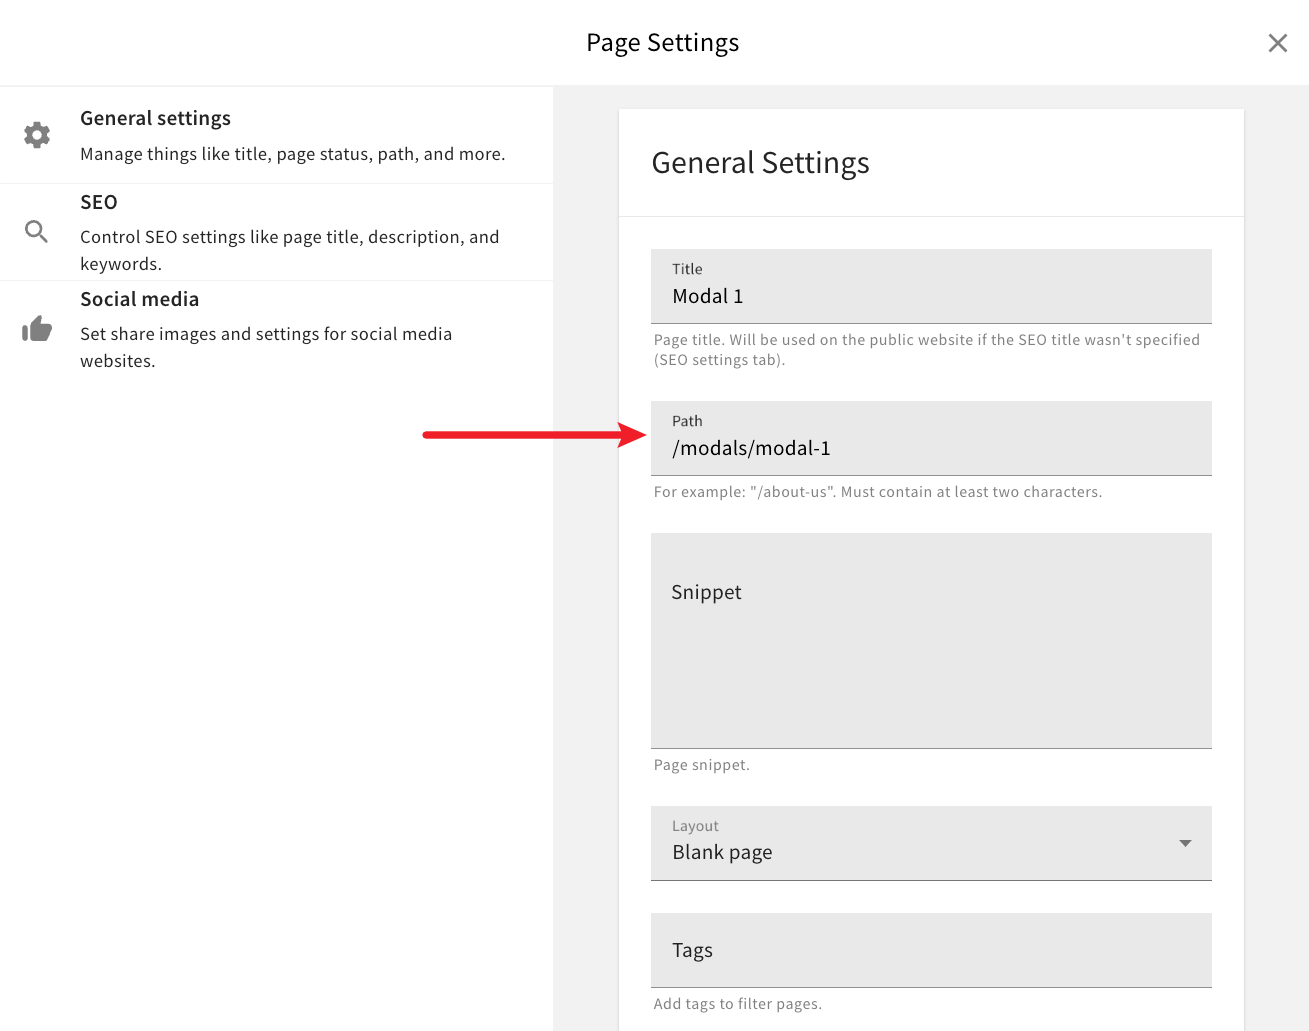 Page Settings
General settings
Manage things like title, page status, path, and more.
SEO
Control SEO settings like page title, description, and
keywords.
Social media
Set share images and settings for social media
websites.
General Settings
Title
Modal 1
Page title. Will be used on the public website if the SEO title wasn't specified
(SEO settings tab).
Path
/modals/modal-1
For example: "/about-us". Must contain at least two characters.
Snippet
Page snippet.
Layout
Blank page
Tags
Add tags to filter pages.